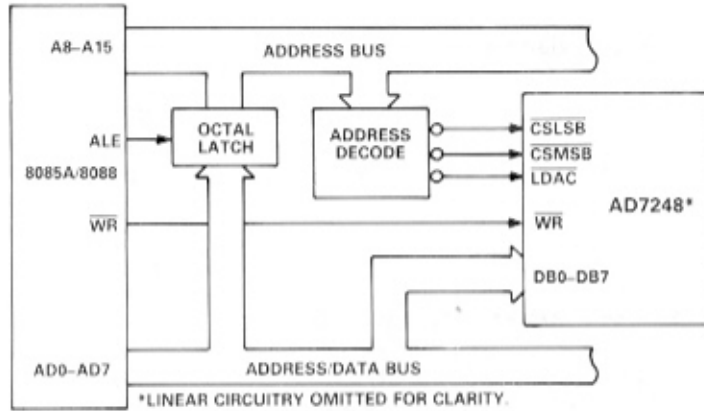 A8–A15
ADDRESS BUS
ALE
OCTAL
LATCH
ADDRESS
DECODE
CSLSB
CSMSB
LDAC
8085A/8088
AD7248*
WR
WR
DB0–DB7
AD0–AD7
ADDRESS/DATA BUS
*LINEAR CIRCUITRY OMITTED FOR CLARITY.